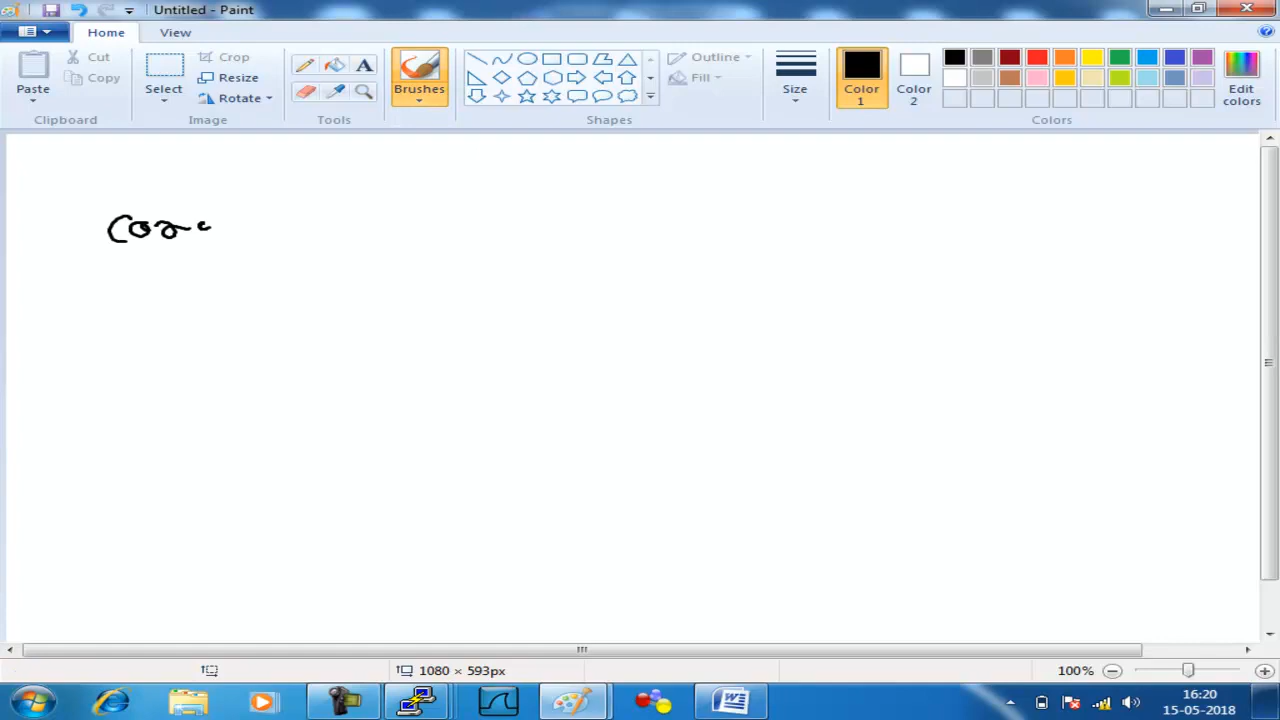 Untitled - Paint
Home View
Paste
Cut
Copy
Clipboard
Select
Crop
Resize
Rotate
Image
A
Tools
Brushes
Shapes
Outline
Fill
Size
Color 1
Color 2
Edit colors
Colors
1080 × 593px
100%
16:20
15-05-2018